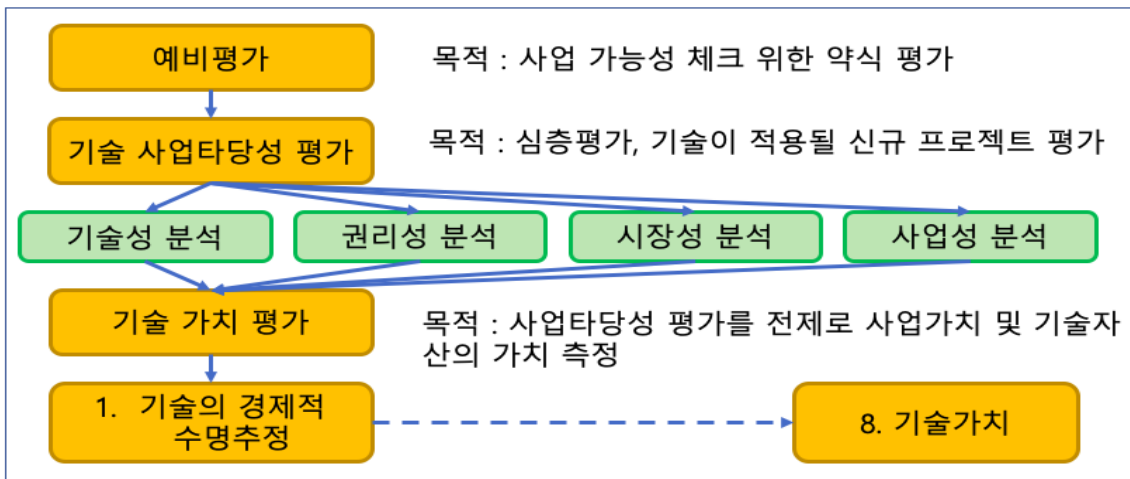 예비평가
목적 : 사업 가능성 체크 위한 약식 평가
기술 사업타당성 평가
목적 : 심층평가, 기술이 적용될 신규 프로젝트 평가
기술성 분석
권리성 분석
시장성 분석
사업성 분석
기술 가치 평가
목적 : 사업타당성 평가를 전제로 사업가치 및 기술자
산의 가치 측정
1. 기술의 경제적
수명추정
8. 기술가치